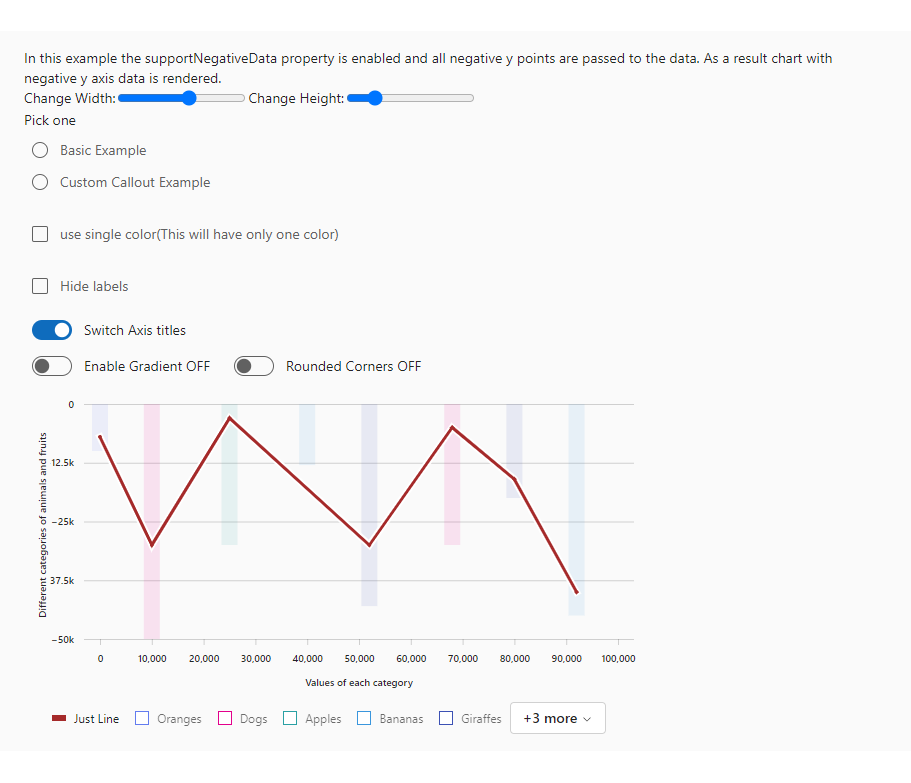 In this example the supportNegativeData property is enabled and all negative y points are passed to the data. As a result chart with
negative y axis data is rendered.
Change Width: Change Height:
Pick one
Basic Example
Custom Callout Example
use single color(This will have only one color)
Hide labels
Switch Axis titles
Enable Gradient OFF Rounded Corners OFF
0
12.5k
−25k
37.5k
−50k
Different categories of animals and fruits
0 10,000 20,000 30,000 40,000 50,000 60,000 70,000 80,000 90,000 100,000
Values of each category
Just Line Oranges Dogs Apples Bananas Giraffes +3 more